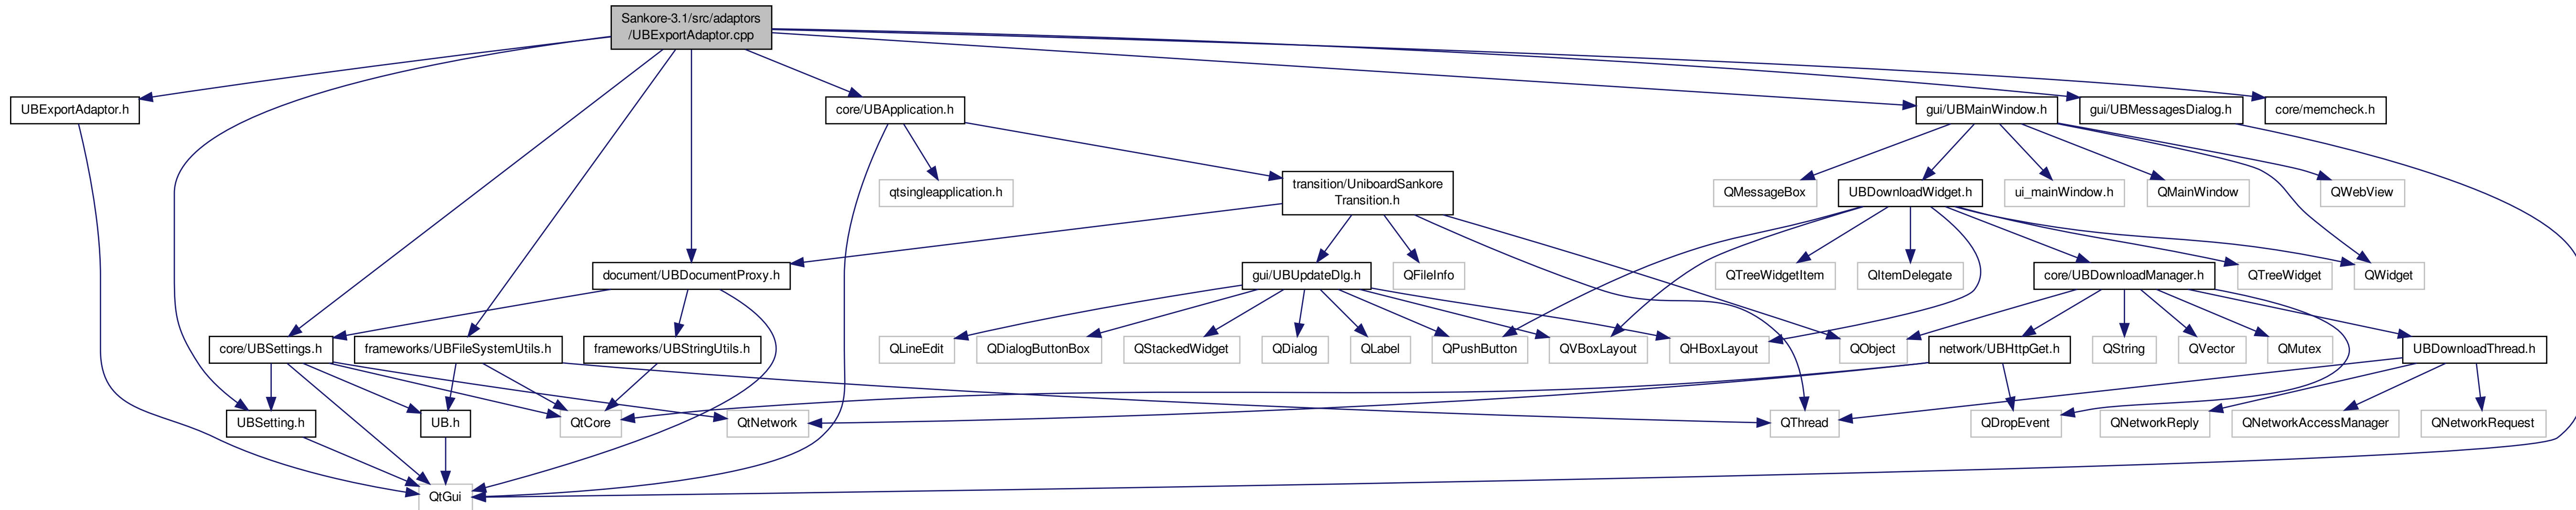 Sankore-3.1/src/adaptors
/UBExportAdaptor.cpp
UBExportAdaptor.h
core/UBApplication.h
gui/UBMainWindow.h
gui/UBMessagesDialog.h
core/memcheck.h
qtsingleapplication.h
transition/UniboardSankore
Transition.h
QMessageBox
UBDownloadWidget.h
ui_mainWindow.h
QMainWindow
QWebView
document/UBDocumentProxy.h
gui/UBUpdateDlg.h
QFileInfo
QTreeWidgetItem
QItemDelegate
core/UBDownloadManager.h
QTreeWidget
QWidget
core/UBSettings.h
frameworks/UBFileSystemUtils.h
frameworks/UBStringUtils.h
QLineEdit
QDialogButtonBox
QStackedWidget
QDialog
QLabel
QPushButton
QVBoxLayout
QHBoxLayout
QObject
network/UBHttpGet.h
QString
QVector
QMutex
UBDownloadThread.h
UBSetting.h
UB.h
QtCore
QtNetwork
QThread
QDropEvent
QNetworkReply
QNetworkAccessManager
QNetworkRequest
QtGui